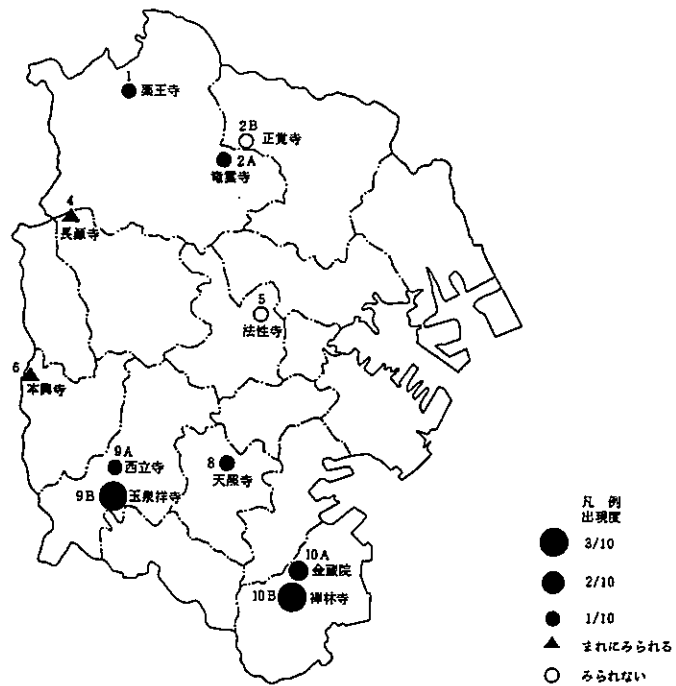 1
薬王寺
2B
正覚寺
2A
竜雲寺
4
長源寺
5
法性寺
6
本興寺
9A
西立寺
8
天照寺
9B 玉泉祥寺
10A
金蔵院
10B 禅林寺
凡 例
出現度
3/10
2/10
1/10
まれにみられる
みられない